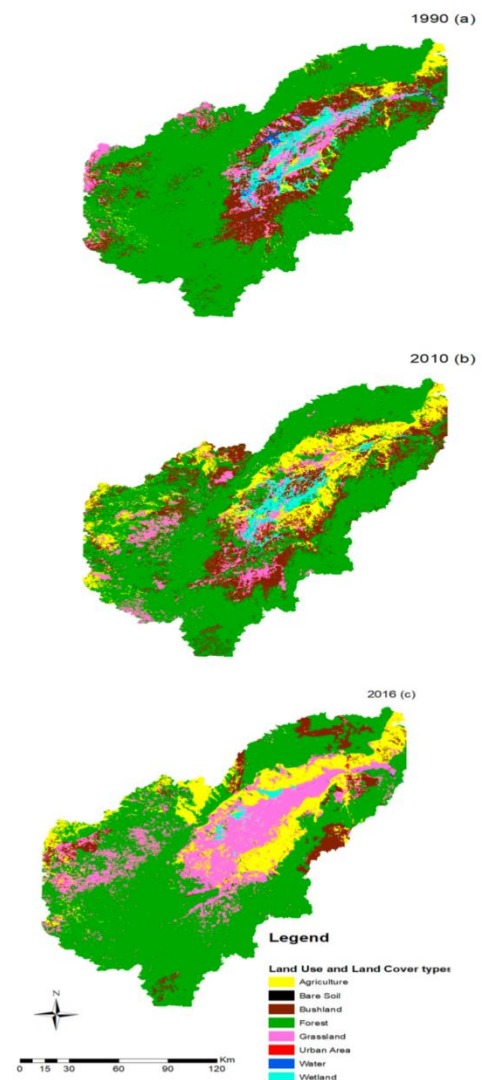 1990 (a)
2010 (b)
2016 (c)
Legend
Land Use and Land Cover types
Agriculture
Bare Soil
Bushland
Forest
Grassland
Urban Area
Water
Wetland
N
Km
0 15 30 60 90 120